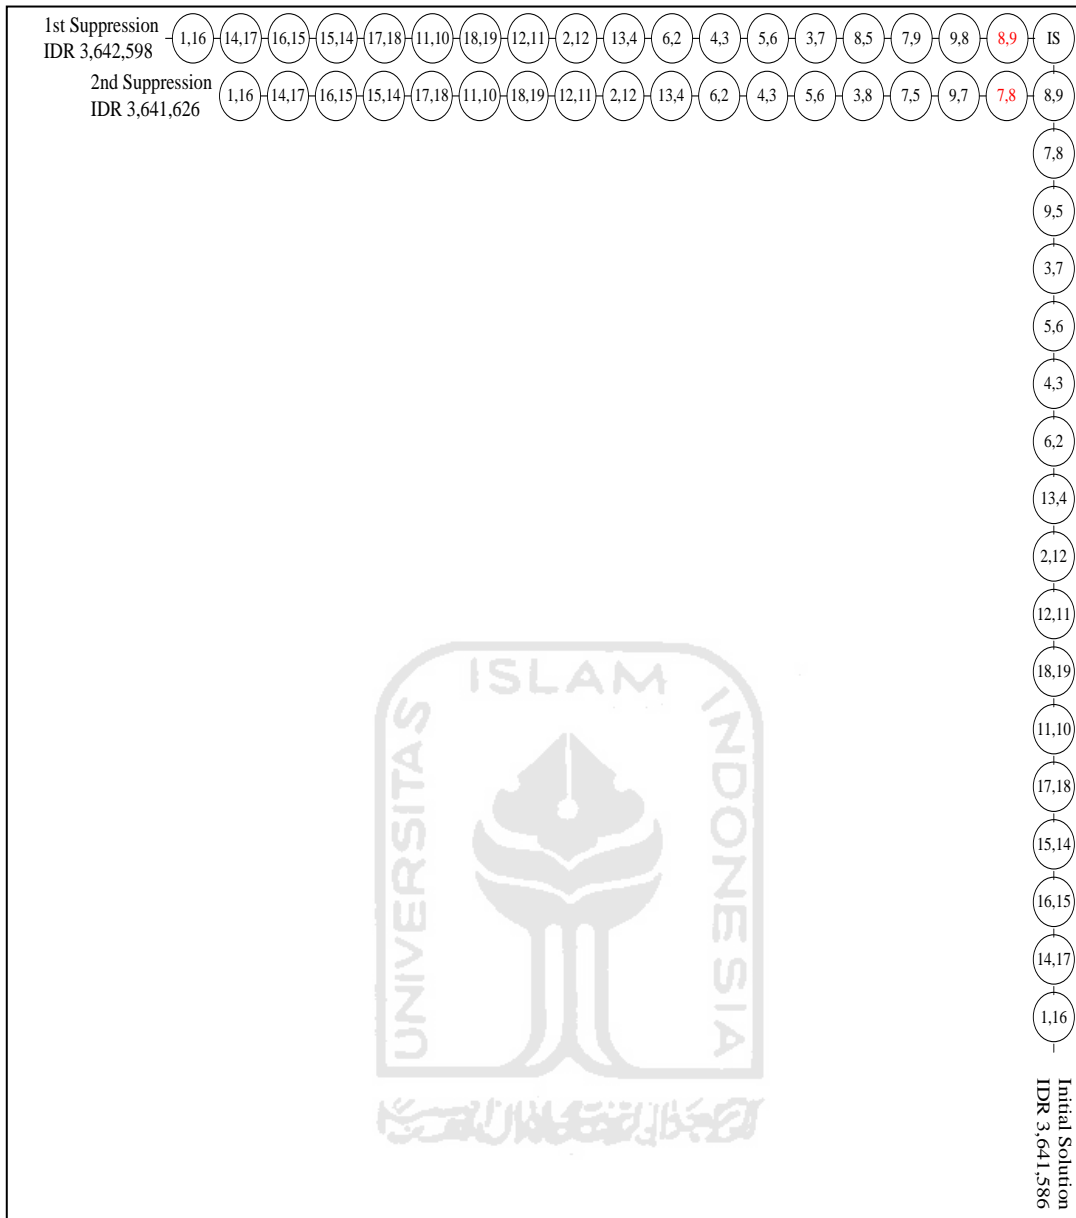 1st Suppression
IDR 3,642,598
1,16 14,17 16,15 15,14 17,18 11,10 18,19 12,11 2,12 13,4 6,2 4,3 5,6 3,7 8,5 7,9 9,8 8,9 IS
2nd Suppression
IDR 3,641,626
1,16 14,17 16,15 15,14 17,18 11,10 18,19 12,11 2,12 13,4 6,2 4,3 5,6 3,8 7,5 9,7 7,8 8,9
7,8
9,5
3,7
5,6
4,3
6,2
13,4
2,12
12,11
18,19
11,10
17,18
15,14
16,15
14,17
1,16
Initial Solution
IDR 3,641,586
UNIVERSITAS
ISLAM
INDONESIA